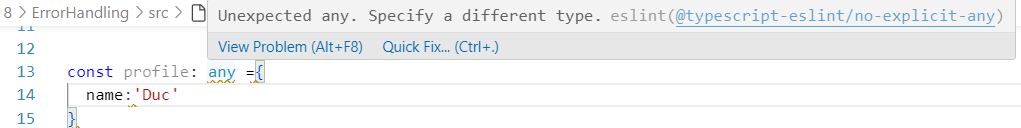 8 > ErrorHandling > src >
Unexpected any. Specify a different type. eslint(@typescript-eslint/no-explicit-any)
View Problem (Alt+F8) Quick Fix... (Ctrl+.)
12
13 const profile: any ={
14 name:'Duc'
15 }